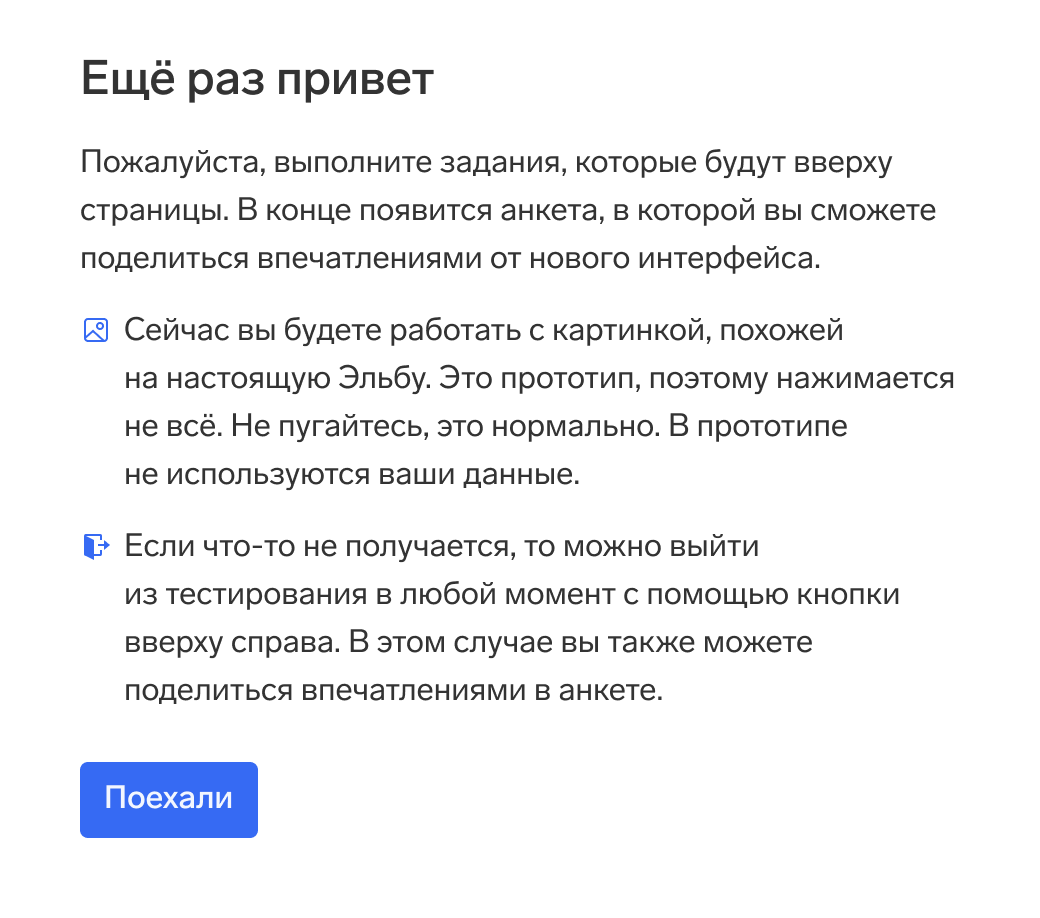 Ещё раз привет
Пожалуйста, выполните задания, которые будут вверху
страницы. В конце появится анкета, в которой вы сможете
поделиться впечатлениями от нового интерфейса.
Сейчас вы будете работать с картинкой, похожей
на настоящую Эльбу. Это прототип, поэтому нажимается
не всё. Не пугайтесь, это нормально. В прототипе
не используются ваши данные.
Если что-то не получается, то можно выйти
из тестирования в любой момент с помощью кнопки
вверху справа. В этом случае вы также можете
поделиться впечатлениями в анкете.
Поехали